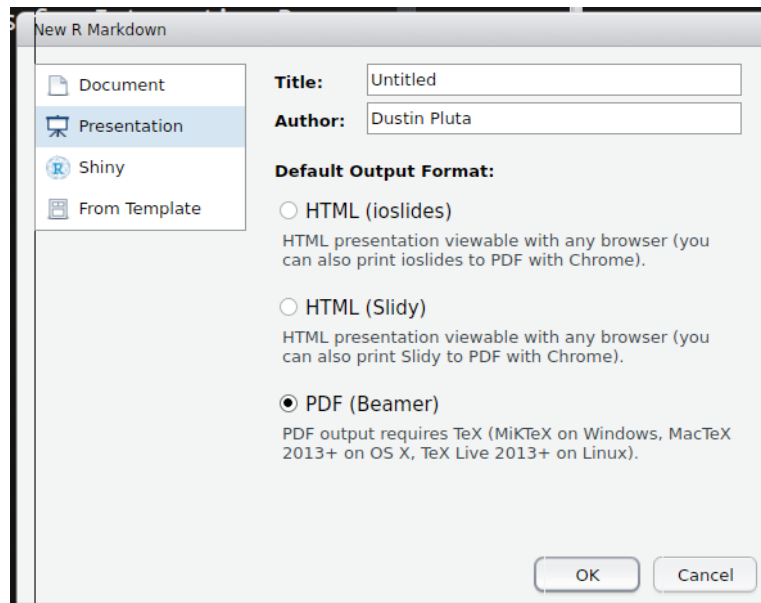 New R Markdown
Document
Presentation
Shiny
From Template
Title: Untitled
Author: Dustin Pluta
Default Output Format:
HTML (ioslides)
HTML presentation viewable with any browser (you
can also print ioslides to PDF with Chrome).
HTML (Slidy)
HTML presentation viewable with any browser (you
can also print Slidy to PDF with Chrome).
PDF (Beamer)
PDF output requires TeX (MiKTeX on Windows, MacTeX
2013+ on OS X, TeX Live 2013+ on Linux).
OK Cancel